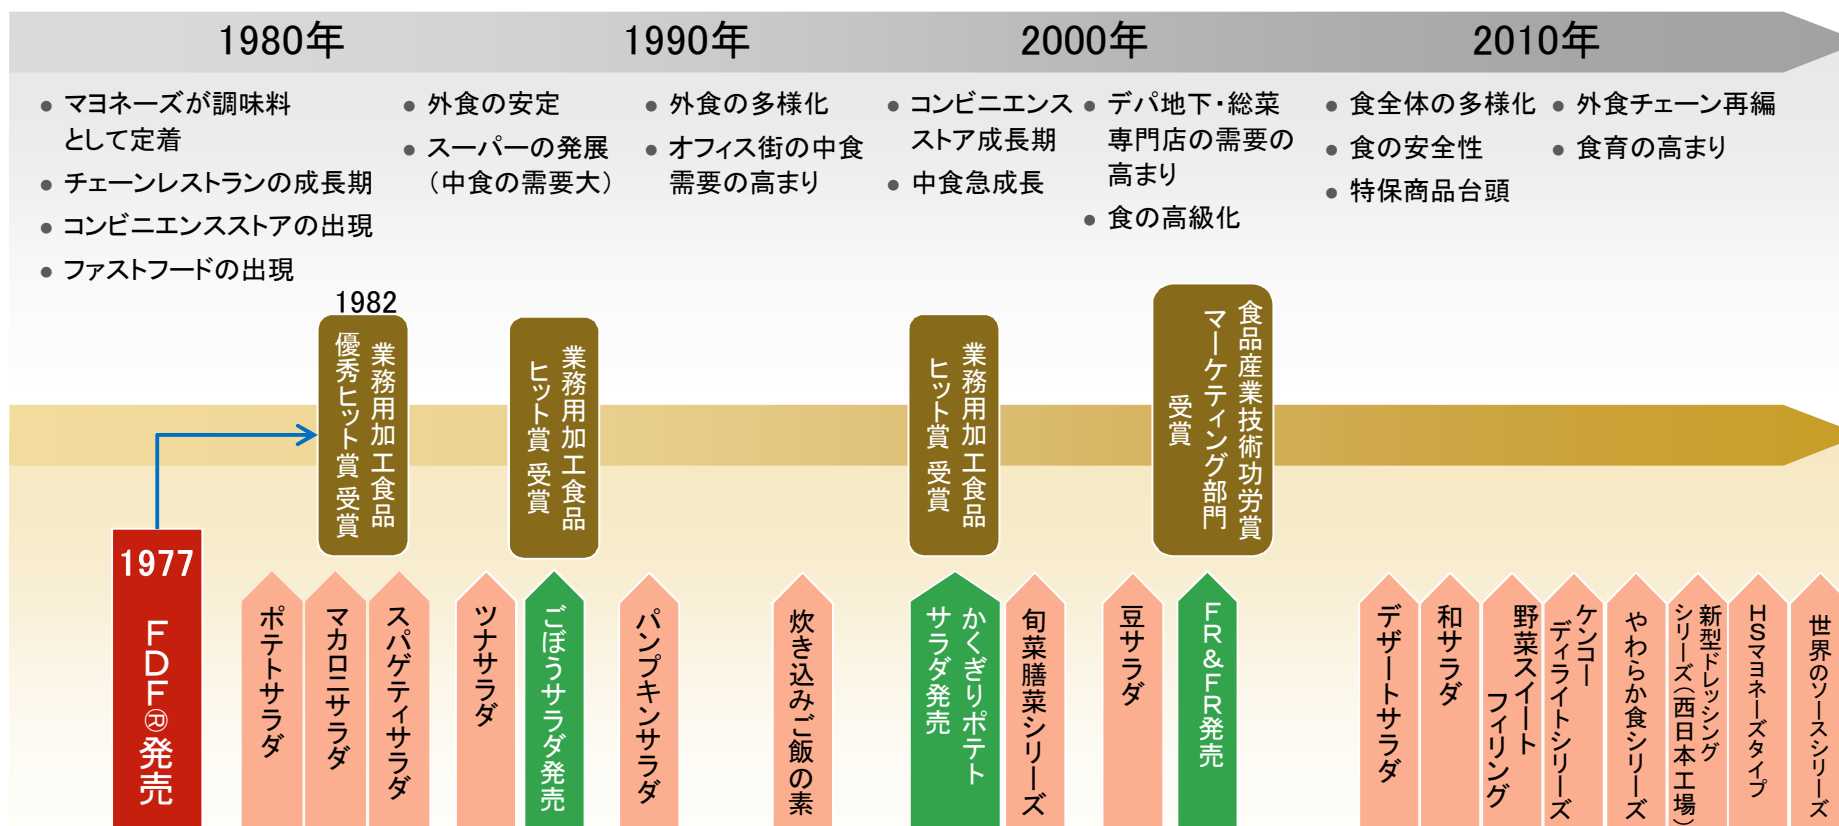 1980年
1990年
2000年
2010年
● マヨネーズが調味料
として定着
● チェーンレストランの成長期
● コンビニエンスストアの出現
● ファストフードの出現
● 外食の安定
● スーパーの発展
（中食の需要大）
● 外食の多様化
● オフィス街の中食
需要の高まり
● コンビニエンス
ストア成長期
● 中食急成長
● デパ地下・総菜
専門店の需要の
高まり
● 食の高級化
● 食全体の多様化
● 食の安全性
● 特保商品台頭
● 外食チェーン再編
● 食育の高まり
1982
業務用加工食品
優秀ヒット賞 受賞
業務用加工食品
ヒット賞 受賞
業務用加工食品
ヒット賞 受賞
食品産業技術功労賞
マーケティング部門
受賞
1977
FDF®発売
ポテトサラダ
マカロニサラダ
スパゲティサラダ
ツナサラダ
ごぼうサラダ発売
パンプキンサラダ
炊き込みご飯の素
かくぎりポテト
サラダ発売
旬菜膳菜シリーズ
豆サラダ
FR&FR発売
デザートサラダ
和サラダ
野菜スイート
フィリング
ケンコー
ディライトシリーズ
やわらか食シリーズ
新型ドレッシング
シリーズ（西日本工場）
HSマヨネーズタイプ
世界のソースシリーズ